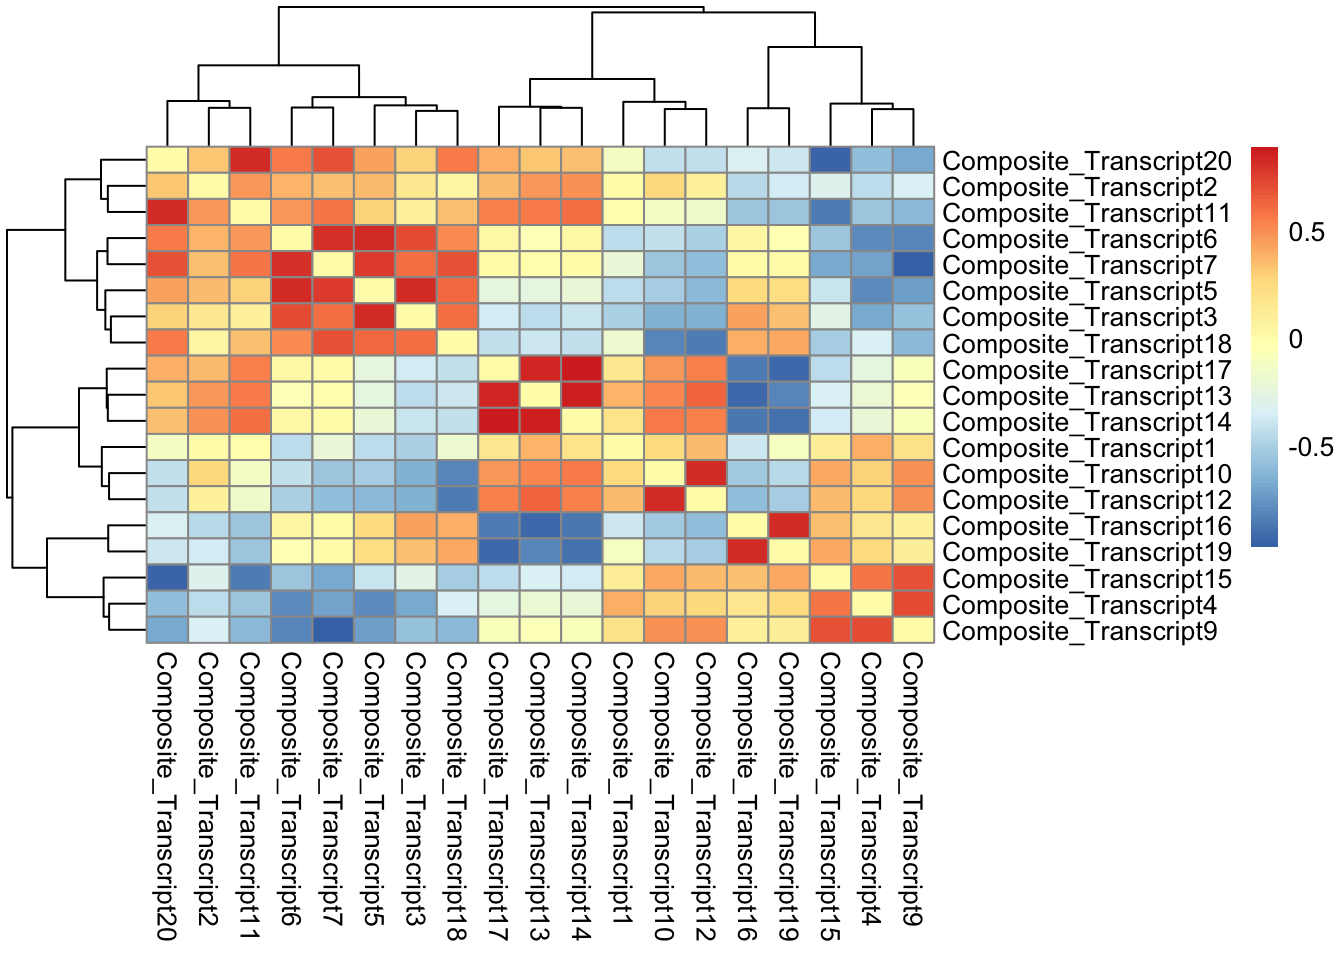 Composite_Transcript20
Composite_Transcript2
Composite_Transcript11
Composite_Transcript6
Composite_Transcript7
Composite_Transcript5
Composite_Transcript3
Composite_Transcript18
Composite_Transcript17
Composite_Transcript13
Composite_Transcript14
Composite_Transcript1
Composite_Transcript10
Composite_Transcript12
Composite_Transcript16
Composite_Transcript19
Composite_Transcript15
Composite_Transcript4
Composite_Transcript9
0.5
0
-0.5
Composite_Transcript20
Composite_Transcript2
Composite_Transcript11
Composite_Transcript6
Composite_Transcript7
Composite_Transcript5
Composite_Transcript3
Composite_Transcript18
Composite_Transcript17
Composite_Transcript13
Composite_Transcript14
Composite_Transcript1
Composite_Transcript10
Composite_Transcript12
Composite_Transcript16
Composite_Transcript19
Composite_Transcript15
Composite_Transcript4
Composite_Transcript9